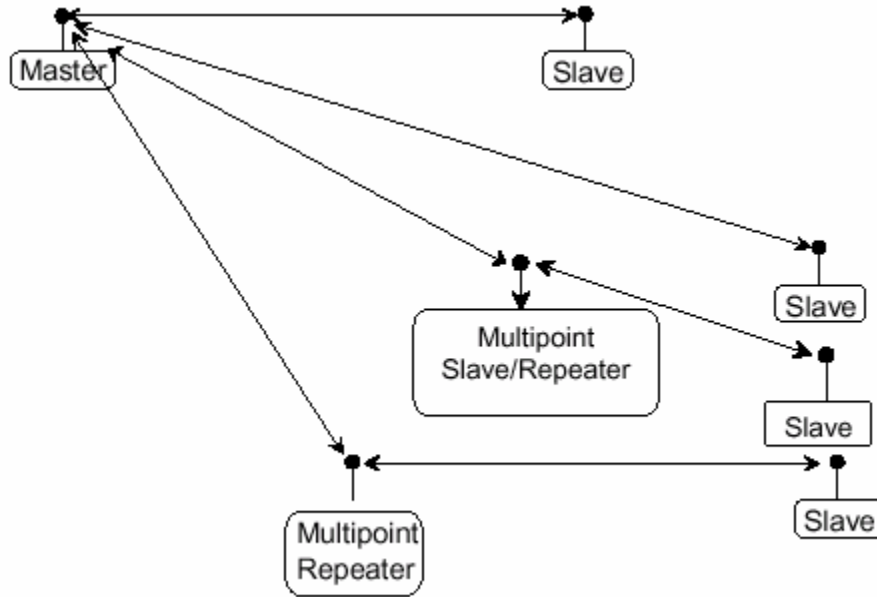 Master
Slave
Slave
Multipoint
Slave/Repeater
Slave
Slave
Multipoint
Repeater